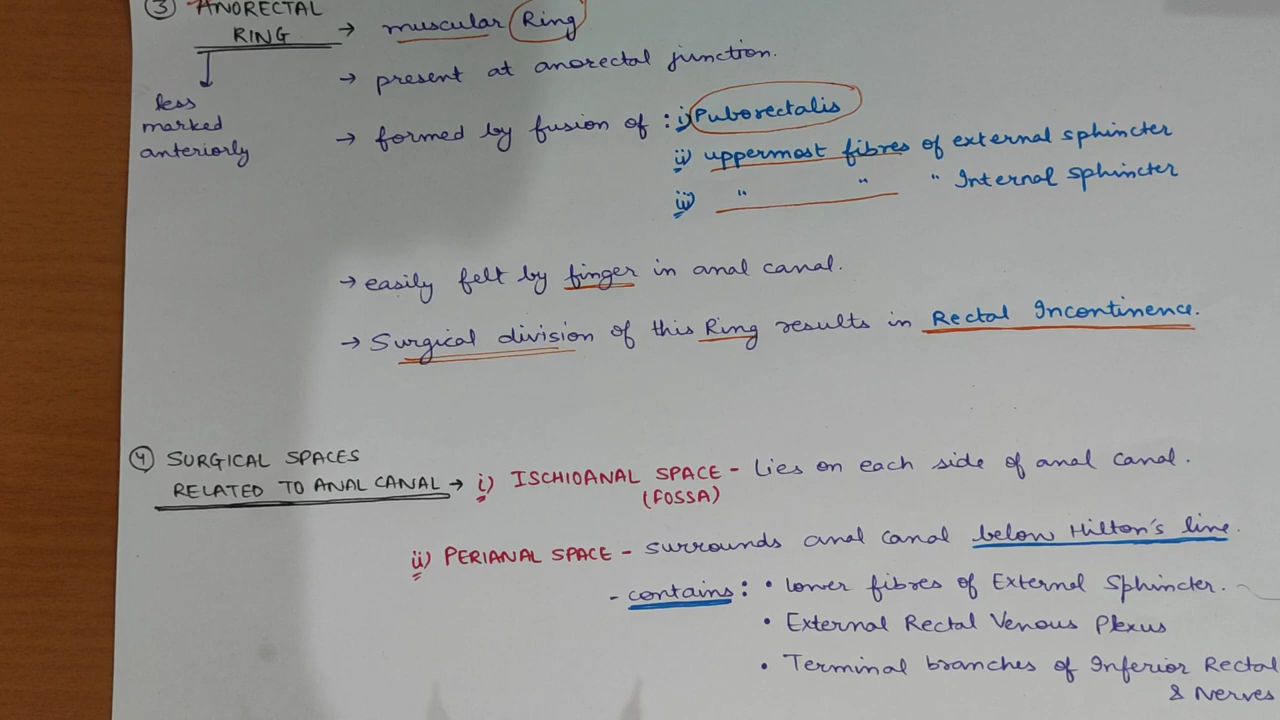 ③ ANORECTAL RING → muscular Ring
→ present at anorectal junction.
less marked anteriorly
→ formed by fusion of : i) Puborectalis
ii) uppermost fibres of external sphincter
iii) " " " Internal Sphincter
→ easily felt by finger in anal canal.
→ Surgical division of this Ring results in Rectal Incontinence.
④ SURGICAL SPACES
RELATED TO ANAL CANAL → i) ISCHIOANAL SPACE - Lies on each side of anal canal.
(FOSSA)
ii) PERIANAL SPACE - surrounds anal canal below Hilton's line.
- contains : • lower fibres of External Sphincter.
• External Rectal Venous Plexus
• Terminal branches of Inferior Rectal
& Nerves